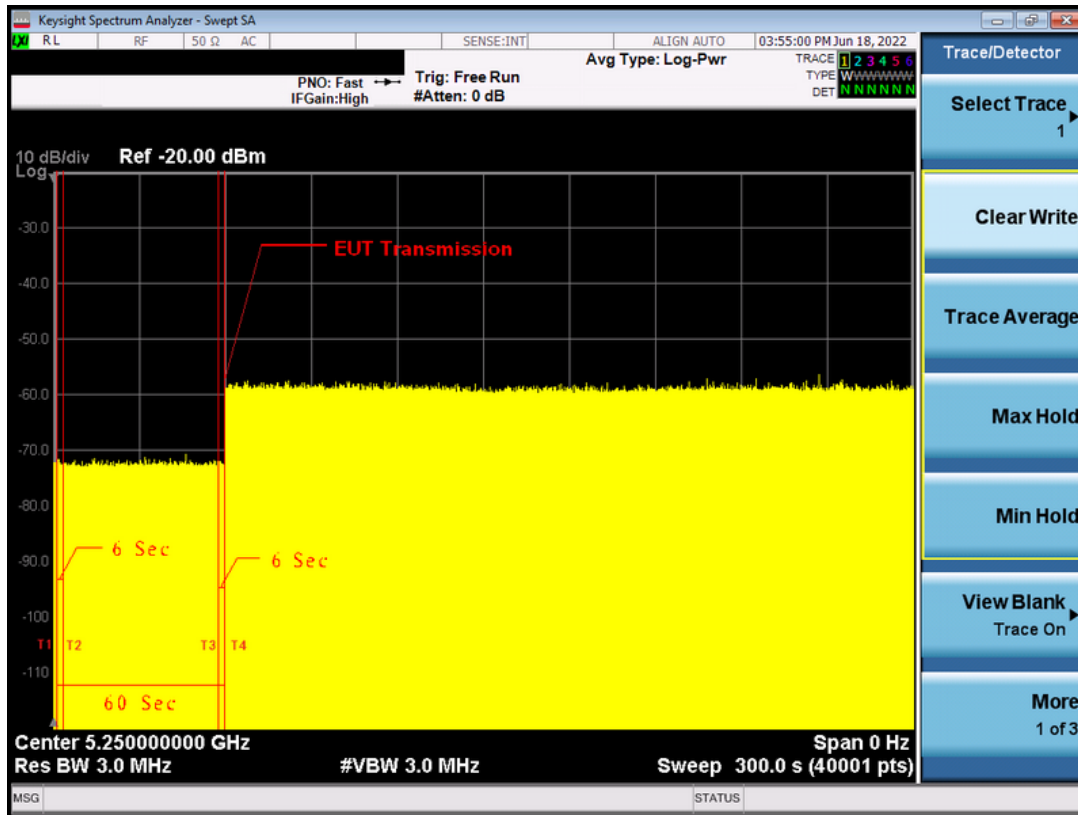 Keysight Spectrum Analyzer - Swept SA
LXI RL RF 50 Ω AC SENSE:INT ALIGN AUTO 03:55:00 PM Jun 18, 2022
Avg Type: Log-Pwr
TRACE 1 2 3 4 5 6
TYPE WWWWWWW
DET N N N N N N
PNO: Fast
IFGain:High
Trig: Free Run
#Atten: 0 dB
10 dB/div Ref -20.00 dBm
Log
-30.0
-40.0
-50.0
-60.0
-70.0
-80.0
-90.0
-100
-110
EUT Transmission
6 Sec
6 Sec
T1 T2 T3 T4
60 Sec
Center 5.250000000 GHz Span 0 Hz
Res BW 3.0 MHz #VBW 3.0 MHz Sweep 300.0 s (40001 pts)
MSG STATUS
Trace/Detector
Select Trace
1
Clear Write
Trace Average
Max Hold
Min Hold
View Blank
Trace On
More
1 of 3